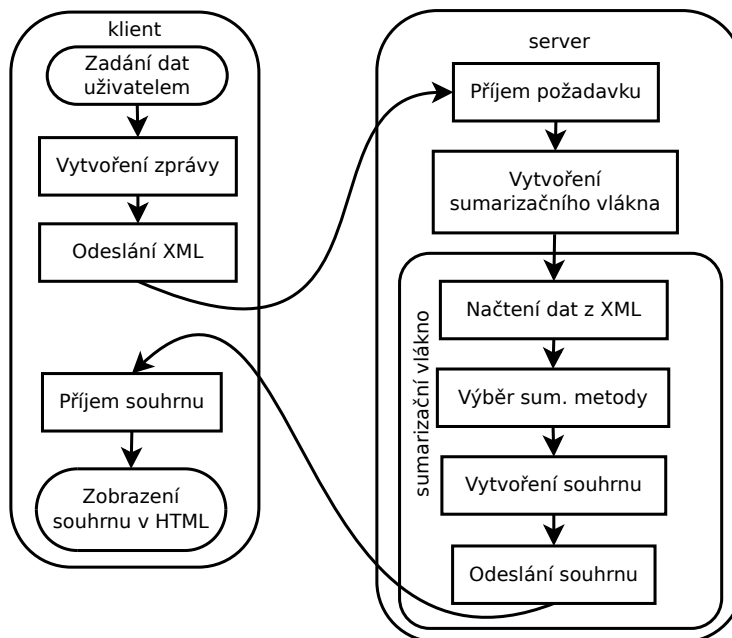 klient
Zadání dat
uživatelem
Vytvoření zprávy
Odeslání XML
Příjem souhrnu
Zobrazení
souhrnu v HTML
server
Příjem požadavku
Vytvoření
sumarizačního vlákna
sumarizační vlákno
Načtení dat z XML
Výběr sum. metody
Vytvoření souhrnu
Odeslání souhrnu